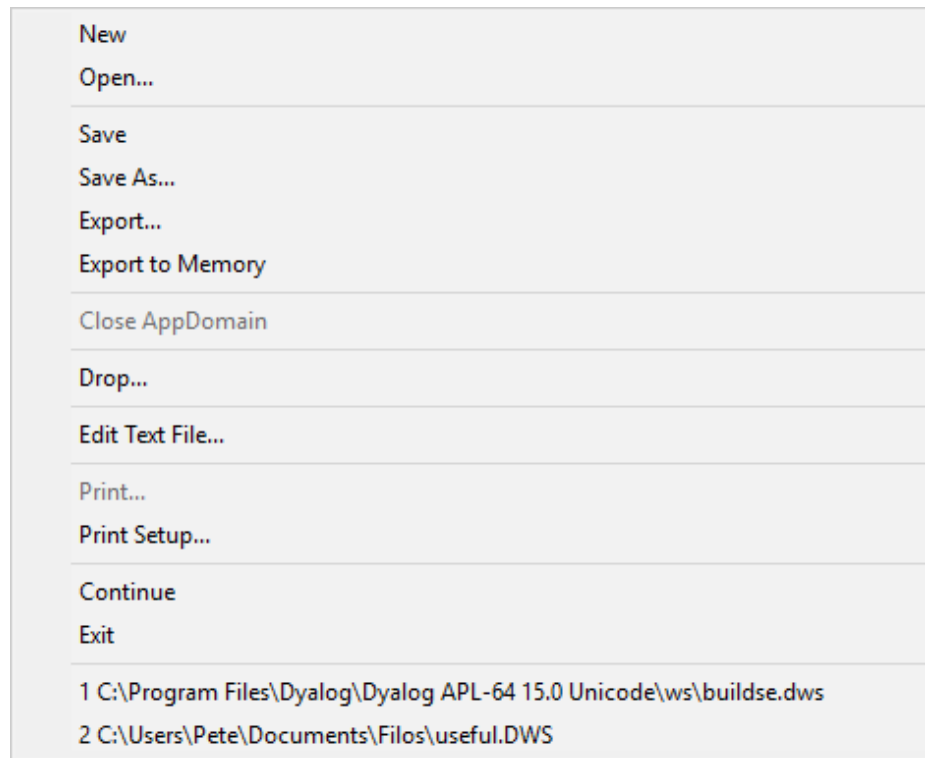 New
Open...
Save
Save As...
Export...
Export to Memory
Close AppDomain
Drop...
Edit Text File...
Print...
Print Setup...
Continue
Exit
1 C:\Program Files\Dyalog\Dyalog APL-64 15.0 Unicode\ws\buildse.dws
2 C:\Users\Pete\Documents\Filos\useful.DWS